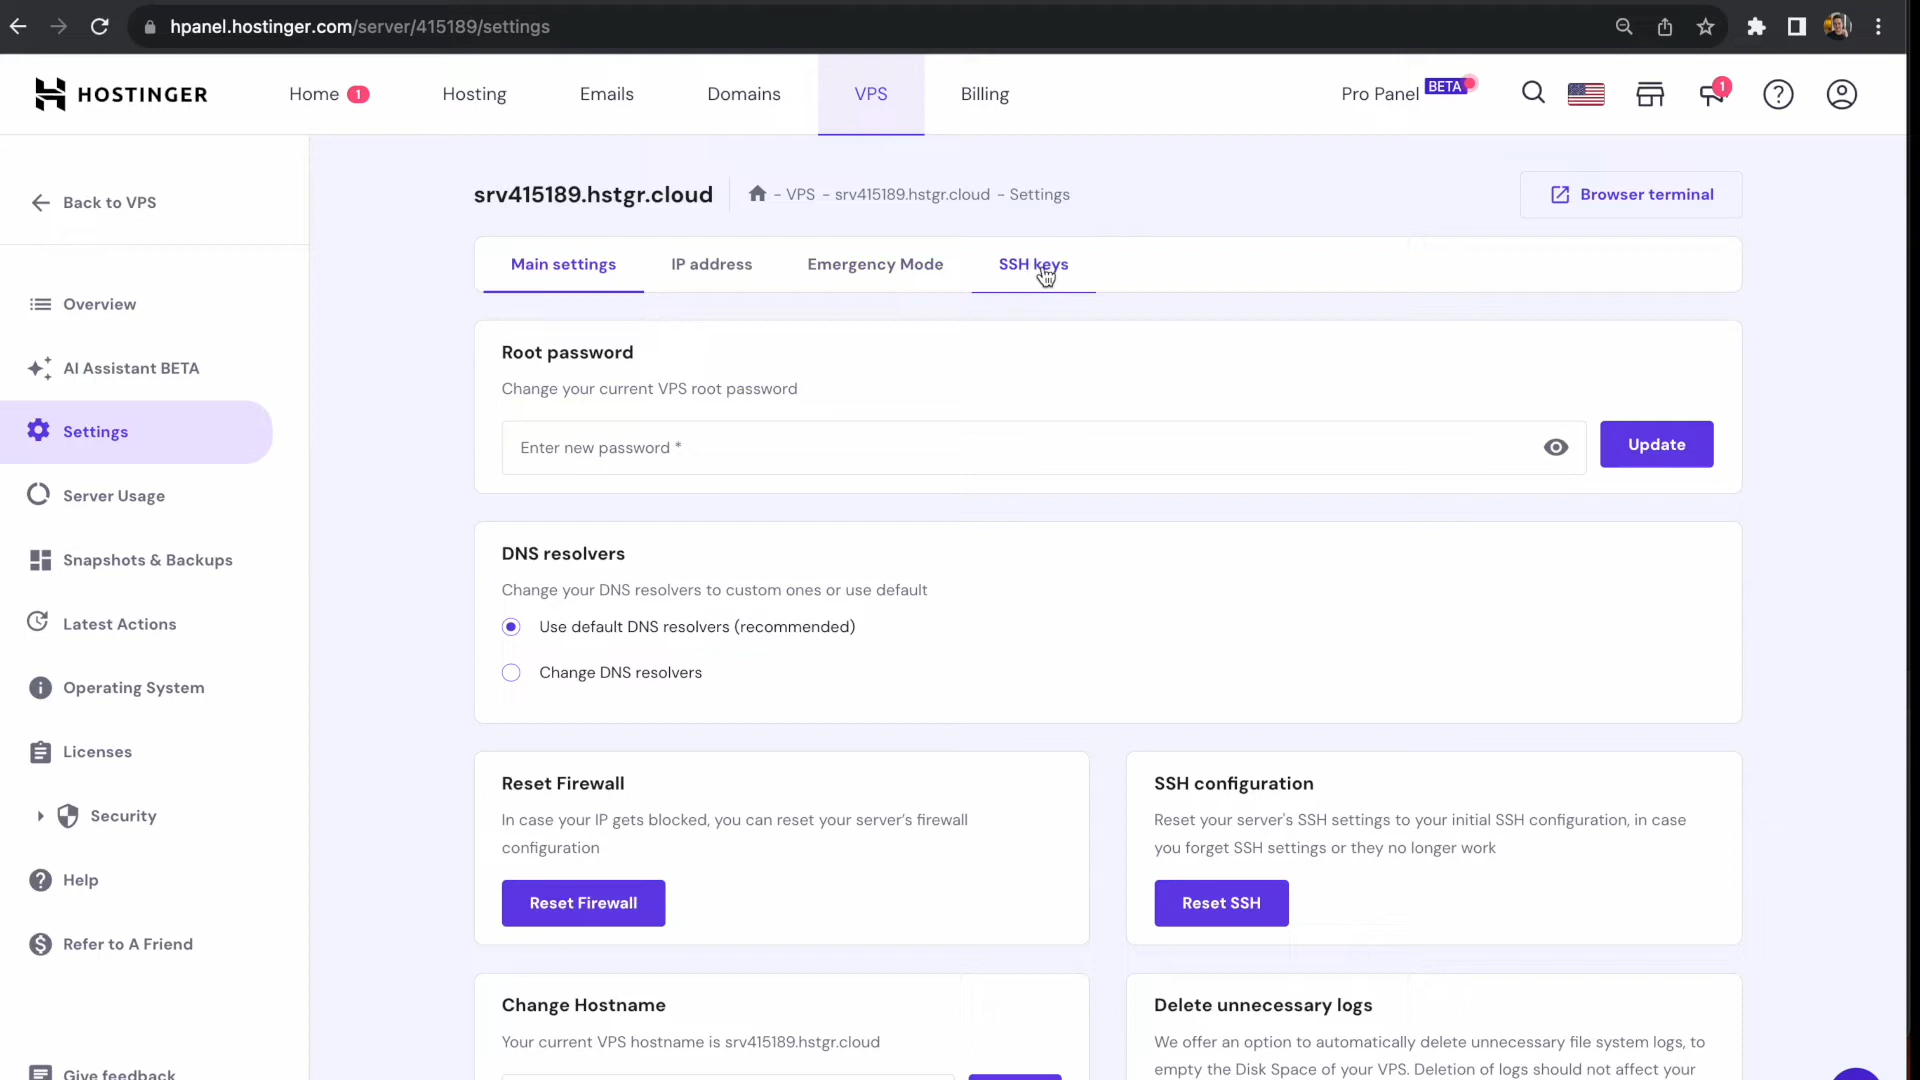 hpanel.hostinger.com/server/415189/settings
HOSTINGER
Home 1
Hosting
Emails
Domains
VPS
Billing
Pro Panel BETA
1
Back to VPS
srv415189.hstgr.cloud
- VPS - srv415189.hstgr.cloud - Settings
Browser terminal
Main settings
IP address
Emergency Mode
SSH keys
Overview
AI Assistant BETA
Settings
Server Usage
Snapshots & Backups
Latest Actions
Operating System
Licenses
Security
Help
Refer to A Friend
Give feedback
Root password
Change your current VPS root password
Enter new password *
Update
DNS resolvers
Change your DNS resolvers to custom ones or use default
Use default DNS resolvers (recommended)
Change DNS resolvers
Reset Firewall
In case your IP gets blocked, you can reset your server's firewall
configuration
Reset Firewall
SSH configuration
Reset your server's SSH settings to your initial SSH configuration, in case
you forget SSH settings or they no longer work
Reset SSH
Change Hostname
Your current VPS hostname is srv415189.hstgr.cloud
Delete unnecessary logs
We offer an option to automatically delete unnecessary file system logs, to
empty the Disk Space of your VPS. Deletion of logs should not affect your